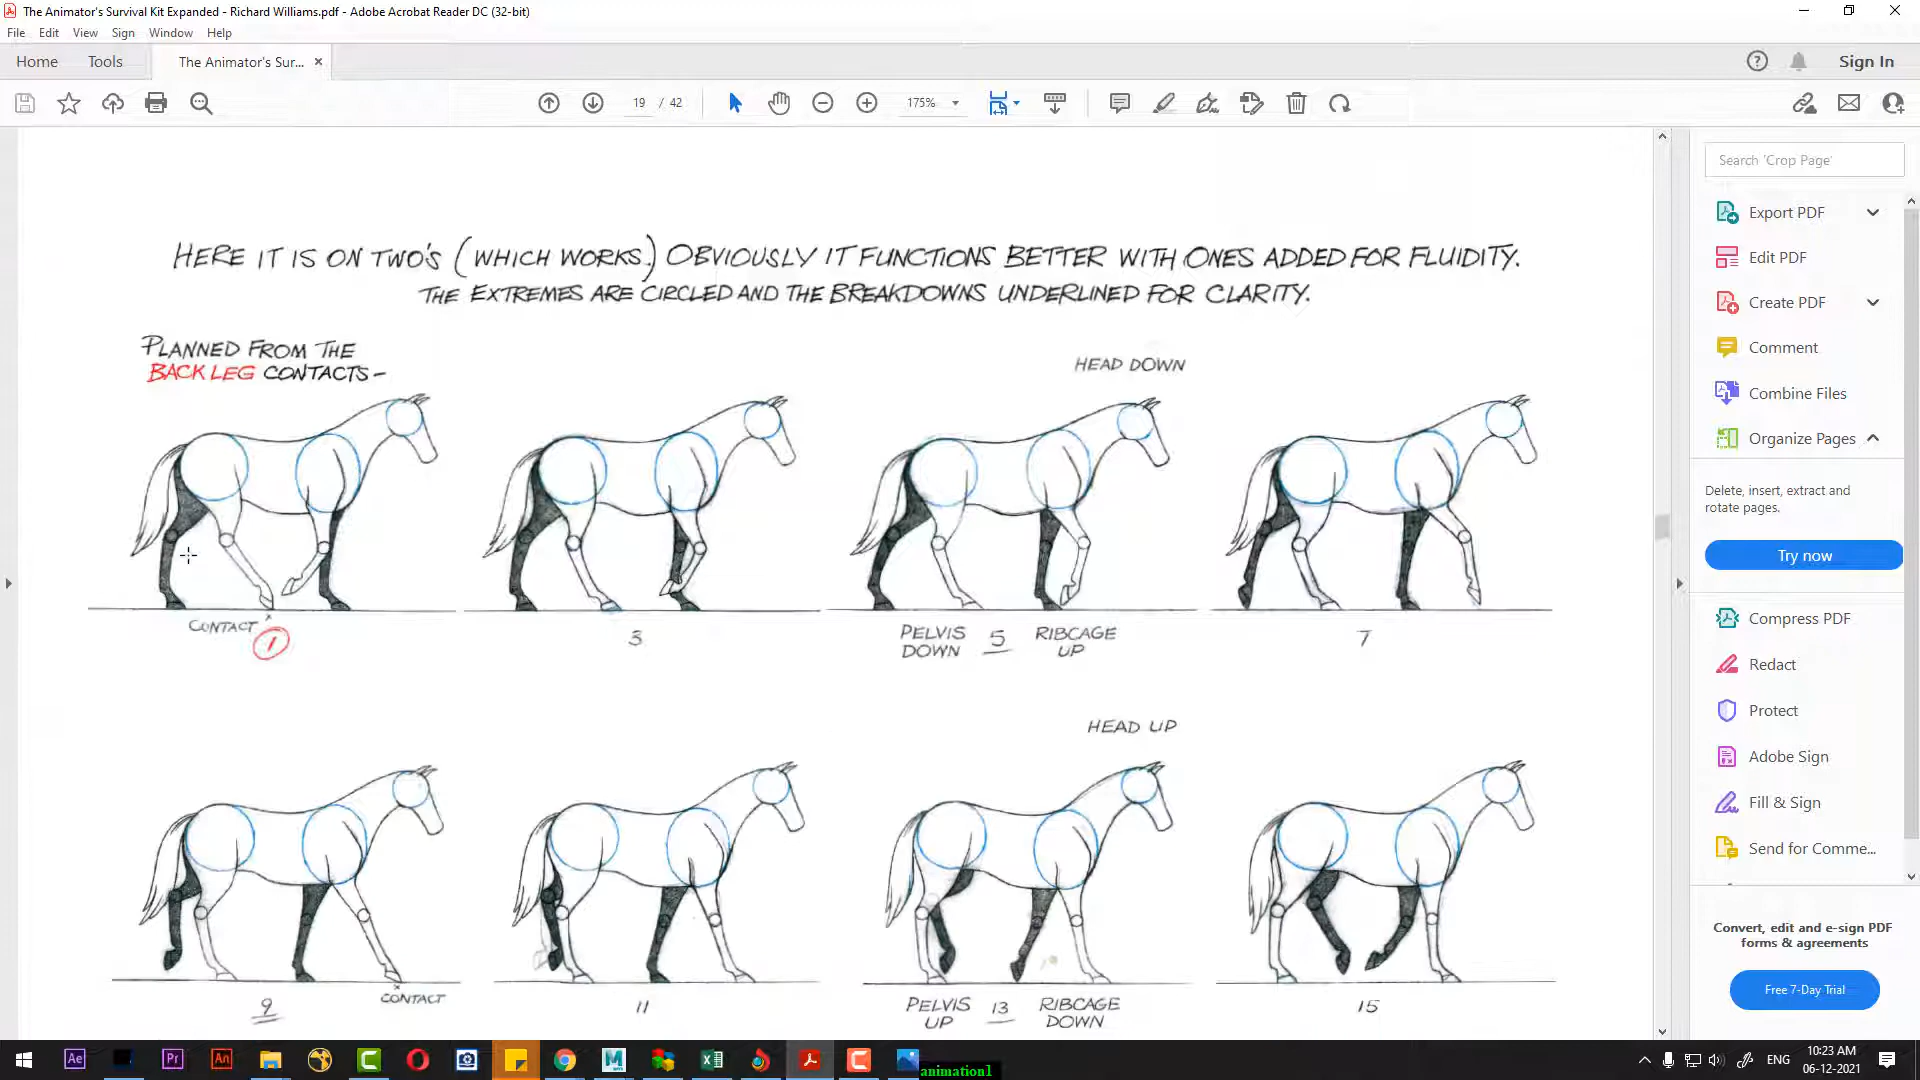 The Animator's Survival Kit Expanded - Richard Williams.pdf - Adobe Acrobat Reader DC (32-bit)
File Edit View Sign Window Help
Home Tools The Animator's Sur... × Sign In
19 / 42 175%
HERE IT IS ON TWO'S (WHICH WORKS.) OBVIOUSLY IT FUNCTIONS BETTER WITH ONES ADDED FOR FLUIDITY.
THE EXTREMES ARE CIRCLED AND THE BREAKDOWNS UNDERLINED FOR CLARITY.
PLANNED FROM THE
BACK LEG CONTACTS-
HEAD DOWN
CONTACT
1
3
PELVIS DOWN 5 RIBCAGE UP
7
HEAD UP
9
CONTACT
11
PELVIS UP 13 RIBCAGE DOWN
15
Search 'Crop Page'
Export PDF
Edit PDF
Create PDF
Comment
Combine Files
Organize Pages
Delete, insert, extract and
rotate pages.
Try now
Compress PDF
Redact
Protect
Adobe Sign
Fill & Sign
Send for Comme...
Convert, edit and e-sign PDF
forms & agreements
Free 7-Day Trial
Ae Pr An M animation1 ENG 10:23 AM
06-12-2021